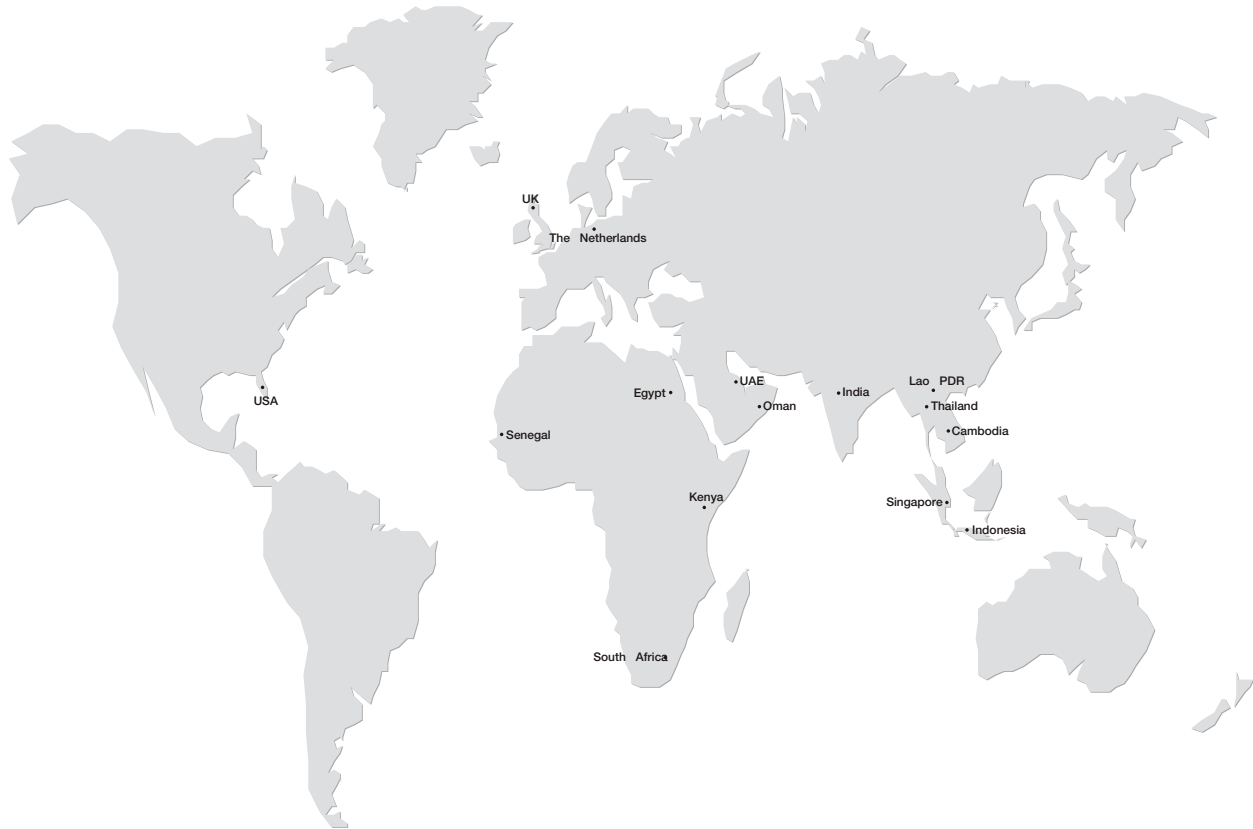 UK
The Netherlands
USA
Egypt
UAE
Oman
India
Lao PDR
Thailand
Cambodia
Senegal
Kenya
Singapore
Indonesia
South Africa